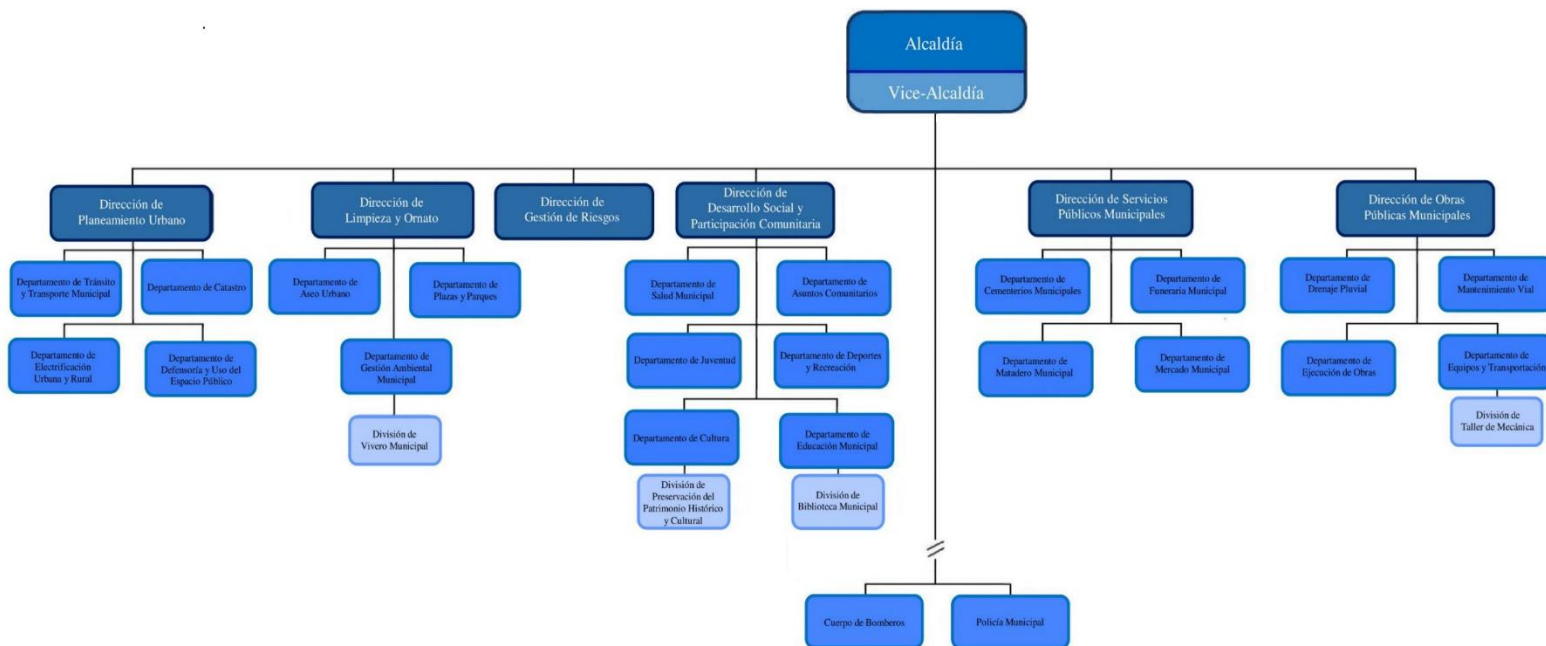 Alcaldía
Vice-Alcaldía
Dirección de
Planeamiento Urbano
Dirección de
Limpieza y Ornato
Dirección de
Gestión de Riesgos
Dirección de
Desarrollo Social y
Participación Comunitaria
Dirección de Servicios
Públicos Municipales
Dirección de Obras
Públicas Municipales
Departamento de Tránsito
y Transporte Municipal
Departamento de Catastro
Departamento de
Aseo Urbano
Departamento de
Plazas y Parques
Departamento de
Salud Municipal
Departamento de
Asuntos Comunitarios
Departamento de
Cementerios Municipales
Departamento de
Funeraria Municipal
Departamento de
Drenaje Pluvial
Departamento de
Mantenimiento Vial
Departamento de
Electrificación
Urbana y Rural
Departamento de
Defensoría y Uso del
Espacio Público
Departamento de
Gestión Ambiental
Municipal
Departamento de Juventud
Departamento de Deportes
y Recreación
Departamento de
Matadero Municipal
Departamento de
Mercado Municipal
Departamento de
Ejecución de Obras
Departamento de
Equipos y Transportación
División de
Vivero Municipal
Departamento de Cultura
Departamento de
Educación Municipal
División de
Taller de Mecánica
División de
Preservación del
Patrimonio Histórico
y Cultural
División de
Biblioteca Municipal
Cuerpo de Bomberos
Policía Municipal